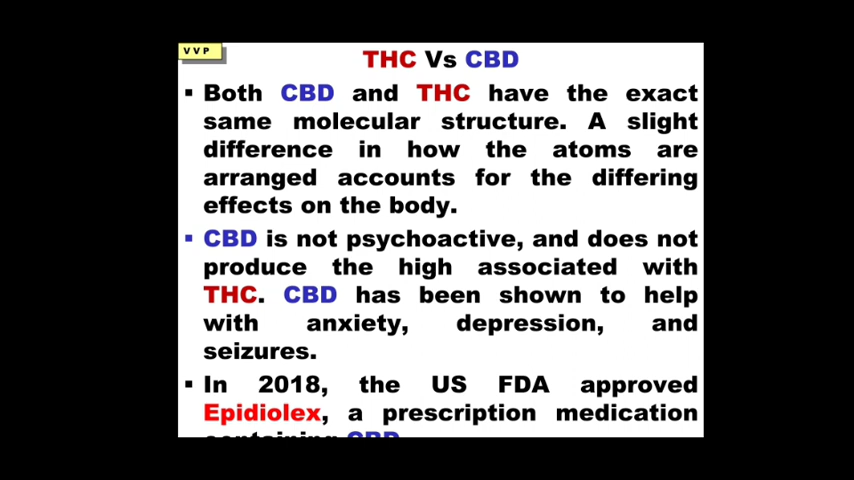 VVP
THC Vs CBD
▪ Both CBD and THC have the exact
same molecular structure. A slight
difference in how the atoms are
arranged accounts for the differing
effects on the body.
▪ CBD is not psychoactive, and does not
produce the high associated with
THC. CBD has been shown to help
with anxiety, depression, and
seizures.
▪ In 2018, the US FDA approved
Epidiolex, a prescription medication
containing CBD